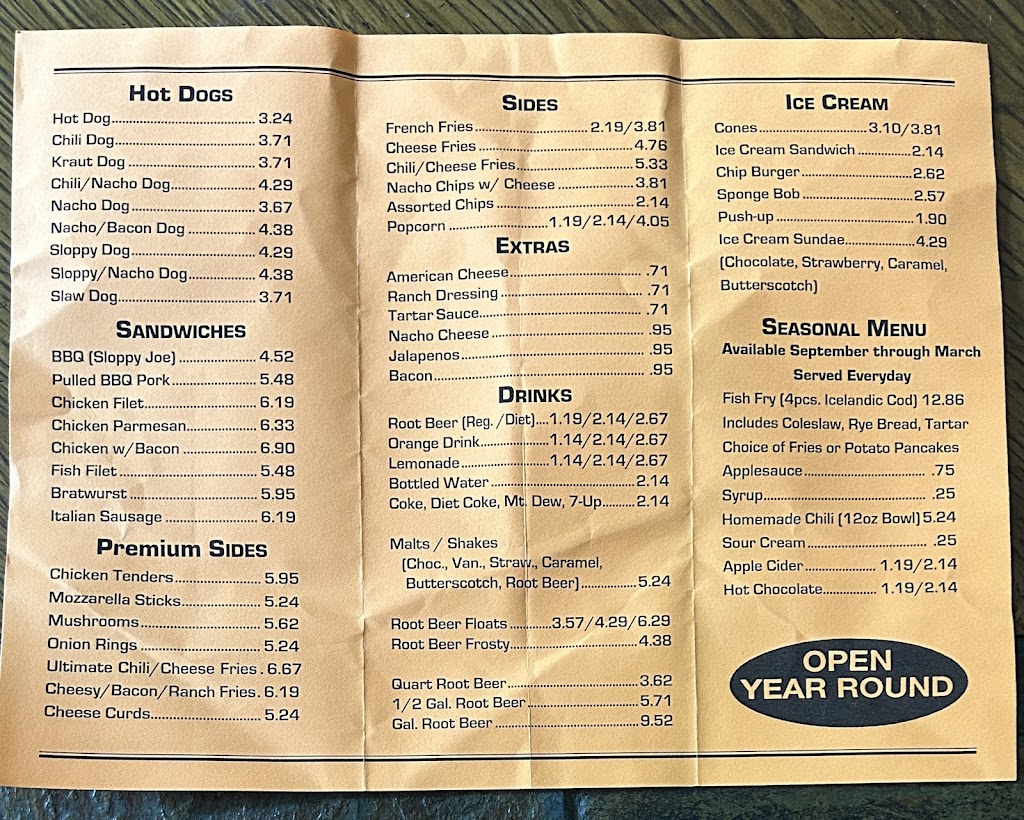 Hot Dogs
Hot Dog 3.24
Chili Dog 3.71
Kraut Dog 3.71
Chili/Nacho Dog 4.29
Nacho Dog 3.67
Nacho/Bacon Dog 4.38
Sloppy Dog 4.29
Sloppy/Nacho Dog 4.38
Slaw Dog 3.71
Sandwiches
BBQ (Sloppy Joe) 4.52
Pulled BBQ Pork 5.48
Chicken Filet 6.19
Chicken Parmesan 6.33
Chicken w/Bacon 6.90
Fish Filet 5.48
Bratwurst 5.95
Italian Sausage 6.19
Premium Sides
Chicken Tenders 5.95
Mozzarella Sticks 5.24
Mushrooms 5.62
Onion Rings 5.24
Ultimate Chili/Cheese Fries 6.67
Cheesy/Bacon/Ranch Fries 6.19
Cheese Curds 5.24
Sides
French Fries 2.19/3.81
Cheese Fries 4.76
Chili/Cheese Fries 5.33
Nacho Chips w/ Cheese 3.81
Assorted Chips 2.14
Popcorn 1.19/2.14/4.05
Extras
American Cheese .71
Ranch Dressing .71
Tartar Sauce .71
Nacho Cheese .95
Jalapenos .95
Bacon .95
Drinks
Root Beer (Reg. /Diet) 1.19/2.14/2.67
Orange Drink 1.14/2.14/2.67
Lemonade 1.14/2.14/2.67
Bottled Water 2.14
Coke, Diet Coke, Mt. Dew, 7-Up 2.14
Malts / Shakes
(Choc., Van., Straw., Caramel,
Butterscotch, Root Beer) 5.24
Root Beer Floats 3.57/4.29/6.29
Root Beer Frosty 4.38
Quart Root Beer 3.62
1/2 Gal. Root Beer 5.71
Gal. Root Beer 9.52
Ice Cream
Cones 3.10/3.81
Ice Cream Sandwich 2.14
Chip Burger 2.62
Sponge Bob 2.57
Push-up 1.90
Ice Cream Sundae 4.29
(Chocolate, Strawberry, Caramel,
Butterscotch)
Seasonal Menu
Available September through March
Served Everyday
Fish Fry (4pcs. Icelandic Cod) 12.86
Includes Coleslaw, Rye Bread, Tartar
Choice of Fries or Potato Pancakes
Applesauce .75
Syrup .25
Homemade Chili (12oz Bowl) 5.24
Sour Cream .25
Apple Cider 1.19/2.14
Hot Chocolate 1.19/2.14
OPEN
YEAR ROUND